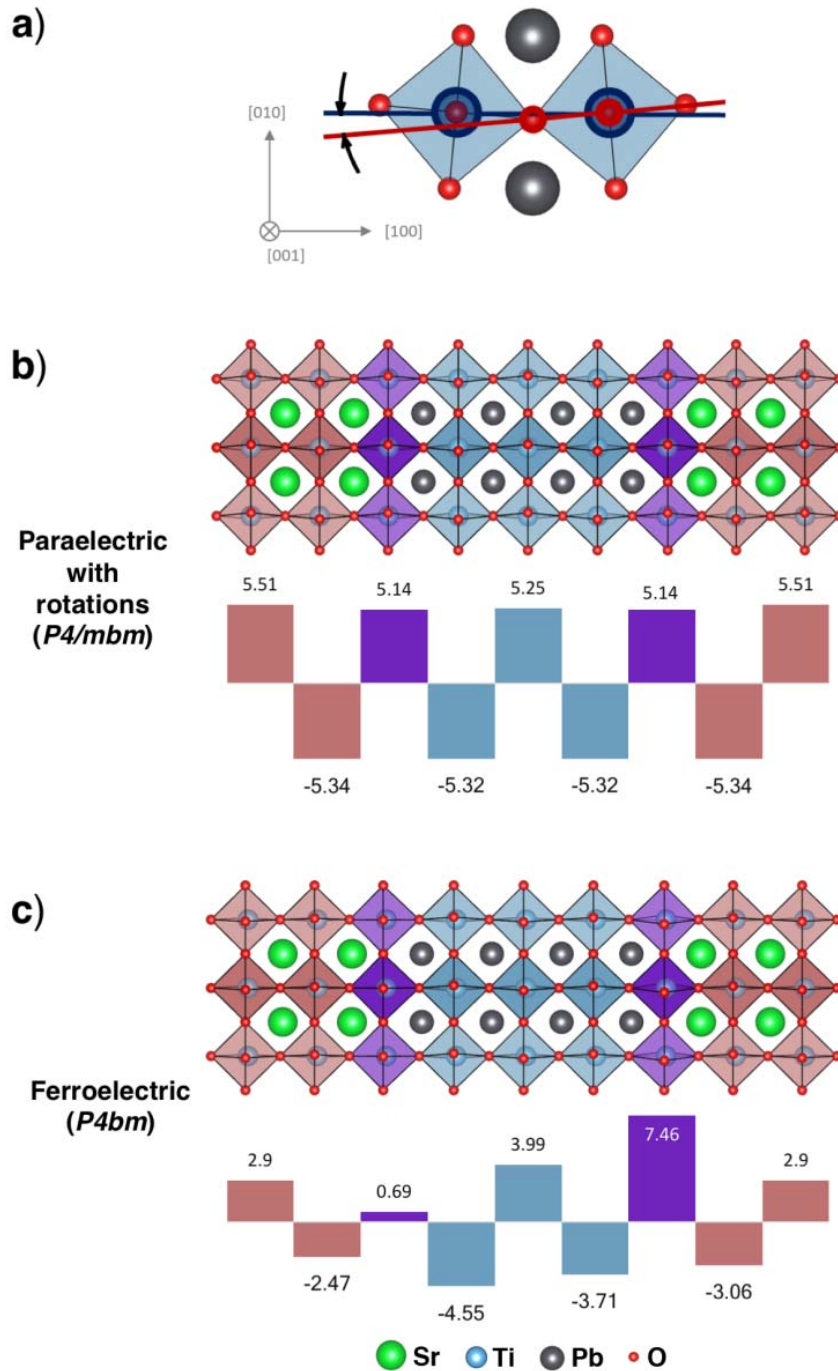 a)
[010]
[100]
[001]
b)
Paraelectric
with
rotations
(P4/mbm)
5.51 5.14 5.25 5.14 5.51
-5.34 -5.32 -5.32 -5.34
c)
Ferroelectric
(P4bm)
2.9 0.69 3.99 7.46 2.9
-2.47 -4.55 -3.71 -3.06
Sr Ti Pb O